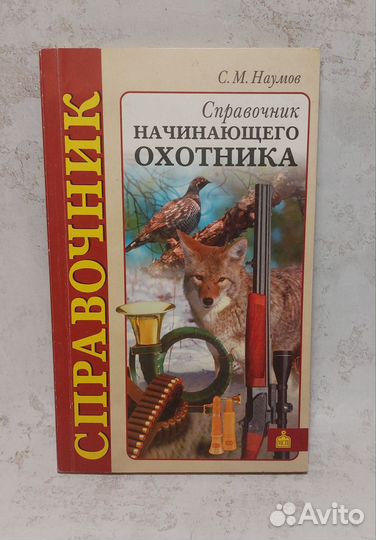 СПРАВОЧНИК
С. М. Наумов
Справочник
НАЧИНАЮЩЕГО
ОХОТНИКА
Avito